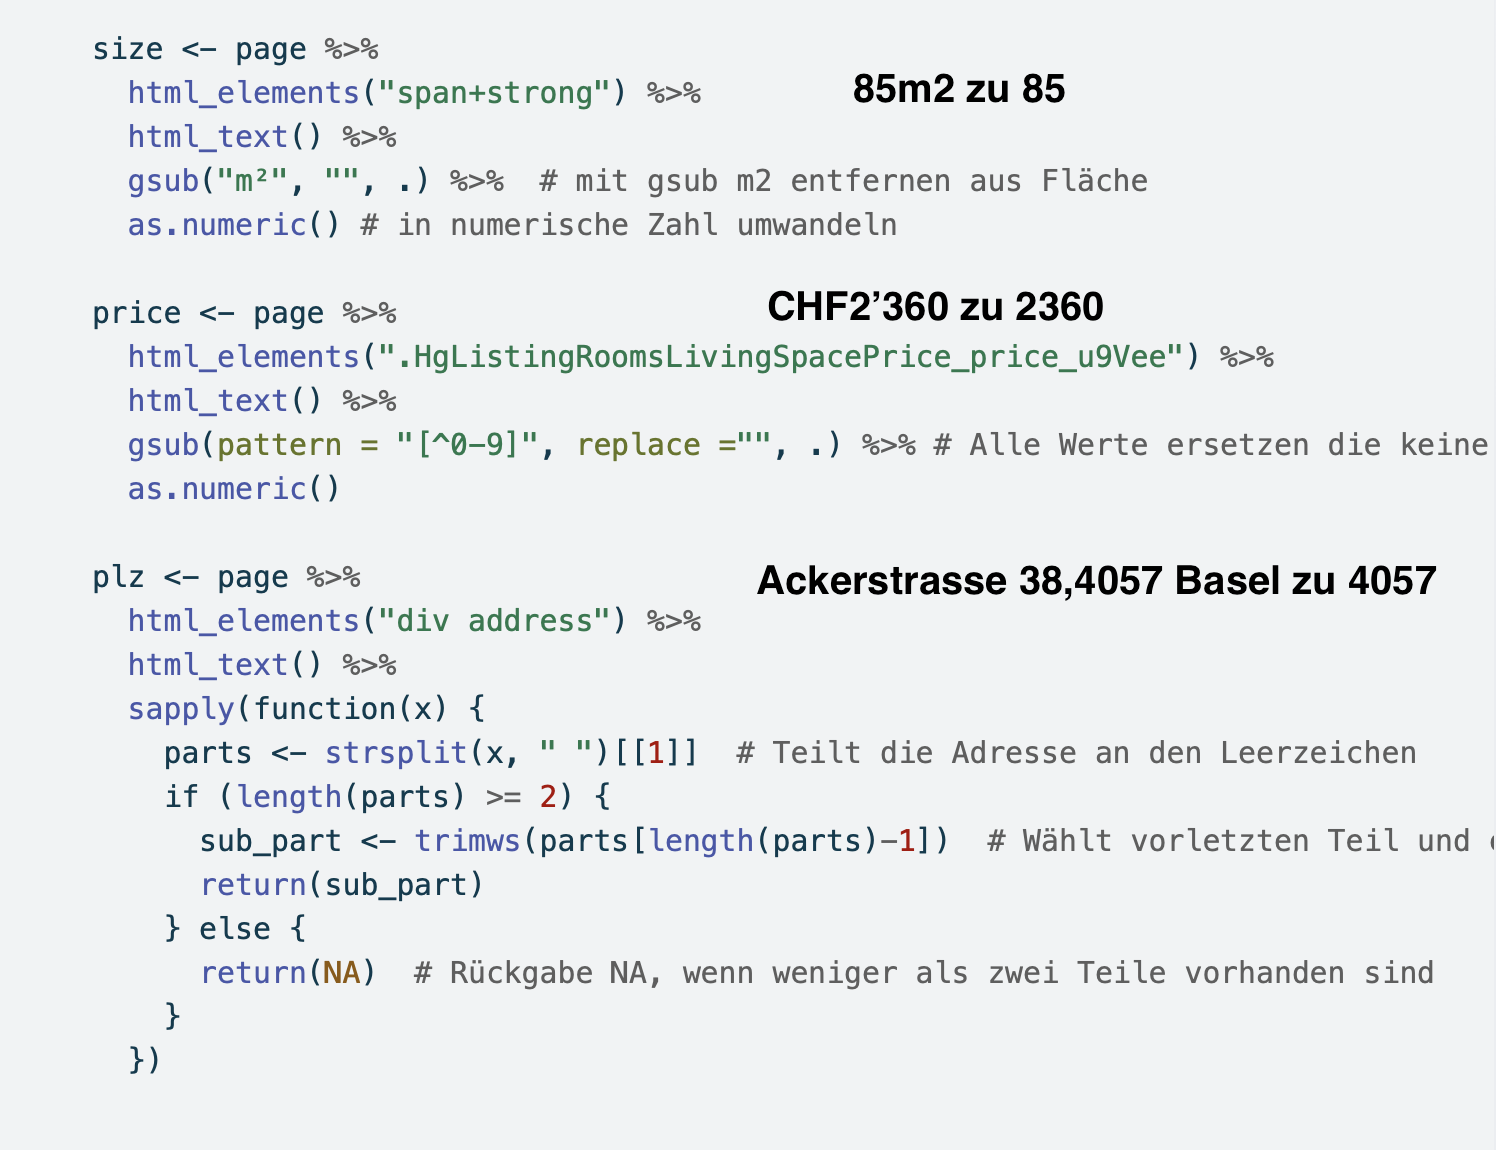 size <- page %>%
  html_elements("span+strong") %>%
85m2 zu 85
  html_text() %>%
  gsub("m²", "", .) %>%  # mit gsub m2 entfernen aus Fläche
  as.numeric() # in numerische Zahl umwandeln
price <- page %>%
CHF2’360 zu 2360
  html_elements(".HgListingRoomsLivingSpacePrice_price_u9Vee") %>%
  html_text() %>%
  gsub(pattern = "[^0-9]", replace ="", .) %>% # Alle Werte ersetzen die keine
  as.numeric()
plz <- page %>%
Ackerstrasse 38,4057 Basel zu 4057
  html_elements("div address") %>%
  html_text() %>%
  sapply(function(x) {
    parts <- strsplit(x, " ")[[1]]  # Teilt die Adresse an den Leerzeichen
    if (length(parts) >= 2) {
      sub_part <- trimws(parts[length(parts)-1])  # Wählt vorletzten Teil und
      return(sub_part)
    } else {
      return(NA)  # Rückgabe NA, wenn weniger als zwei Teile vorhanden sind
    }
  })